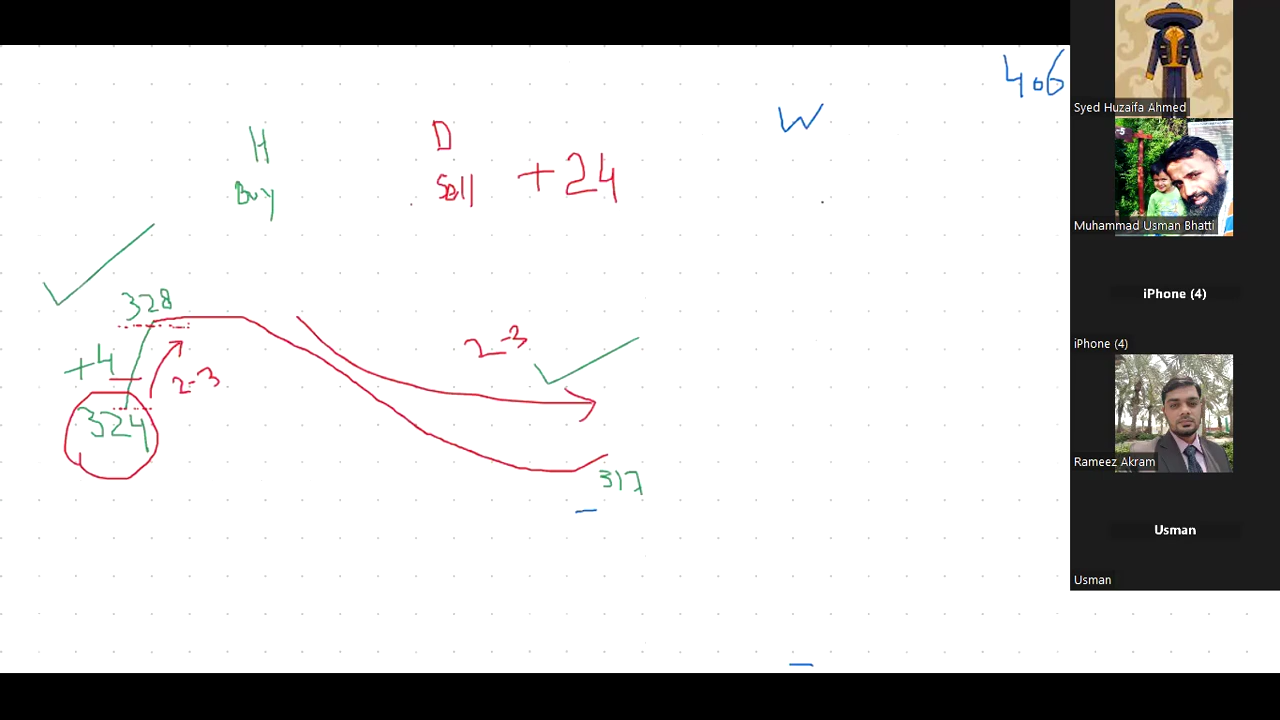 406
H
D
W
Buy
Sell
+24
328
+4
2-3
324
2-3
317
Syed Huzaifa Ahmed
Muhammad Usman Bhatti
iPhone (4)
iPhone (4)
Rameez Akram
Usman
Usman